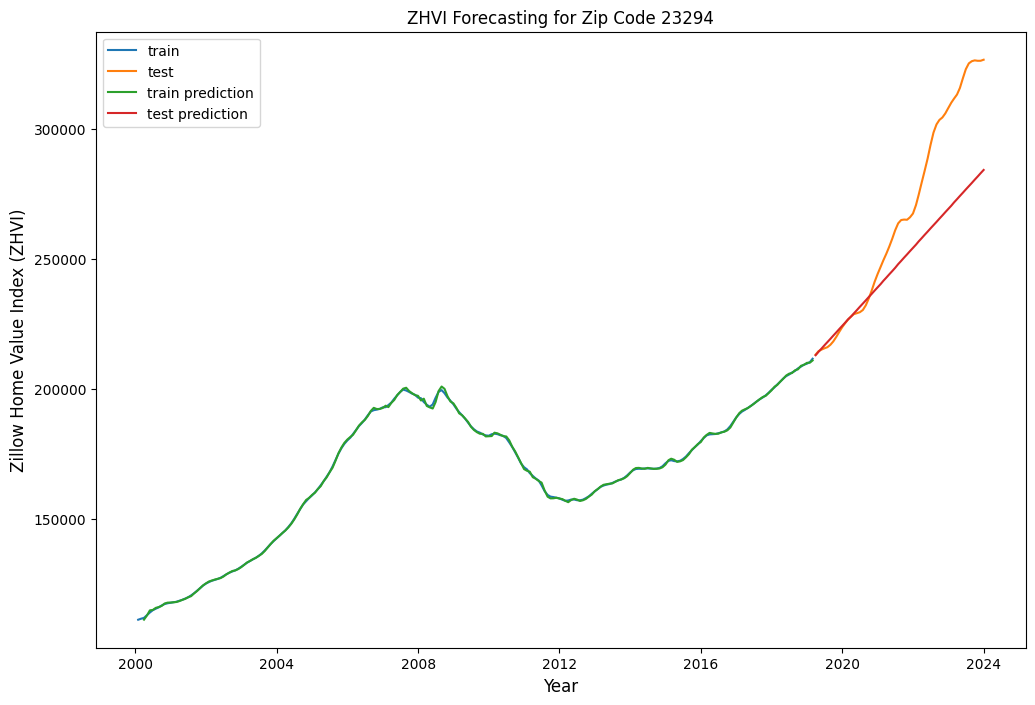 ZHVI Forecasting for Zip Code 23294
train
test
train prediction
test prediction
300000
250000
200000
150000
Zillow Home Value Index (ZHVI)
2000 2004 2008 2012 2016 2020 2024
Year